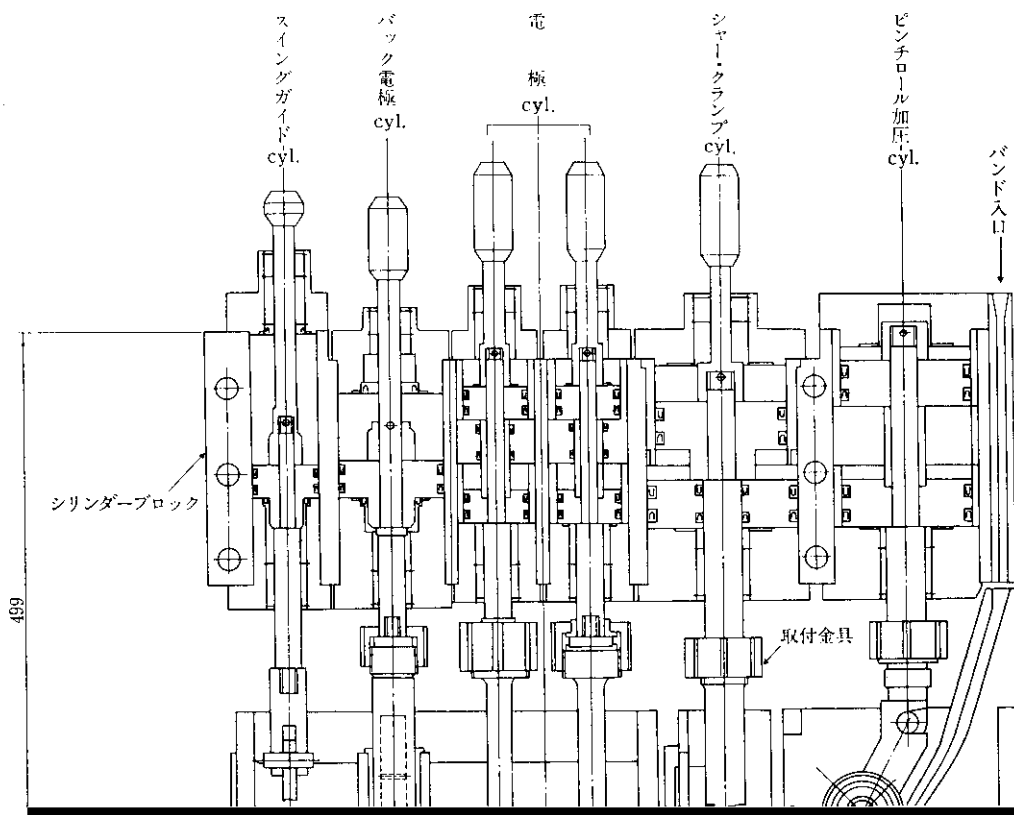 スイングガイド cyl.
バック電極 cyl.
電極 cyl.
シャー・クランプ cyl.
ピンチロール加圧 cyl.
バンド入口
シリンダーブロック
取付金具
499